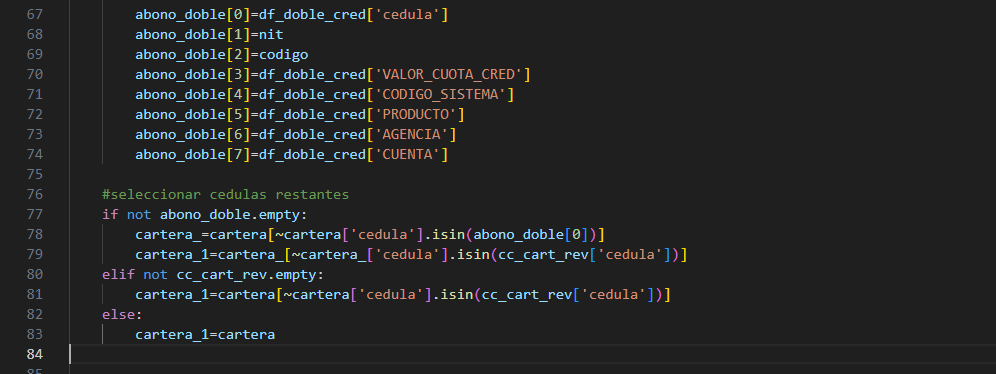 67 abono_doble[0]=df_doble_cred['cedula']
68 abono_doble[1]=nit
69 abono_doble[2]=codigo
70 abono_doble[3]=df_doble_cred['VALOR_CUOTA_CRED']
71 abono_doble[4]=df_doble_cred['CODIGO_SISTEMA']
72 abono_doble[5]=df_doble_cred['PRODUCTO']
73 abono_doble[6]=df_doble_cred['AGENCIA']
74 abono_doble[7]=df_doble_cred['CUENTA']
75
76 #seleccionar cedulas restantes
77 if not abono_doble.empty:
78 cartera_=cartera[~cartera['cedula'].isin(abono_doble[0])]
79 cartera_1=cartera_[~cartera_['cedula'].isin(cc_cart_rev['cedula'])]
80 elif not cc_cart_rev.empty:
81 cartera_1=cartera[~cartera['cedula'].isin(cc_cart_rev['cedula'])]
82 else:
83 cartera_1=cartera
84
85